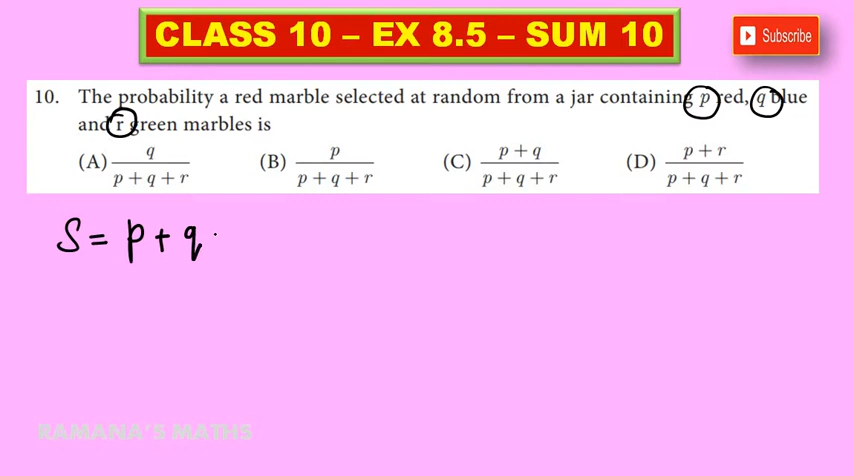 CLASS 10 – EX 8.5 – SUM 10
Subscribe
10. The probability a red marble selected at random from a jar containing p red, q blue
and r green marbles is
(A) q/(p + q + r) (B) p/(p + q + r) (C) (p + q)/(p + q + r) (D) (p + r)/(p + q + r)
S = p + q
RAMANA'S MATHS